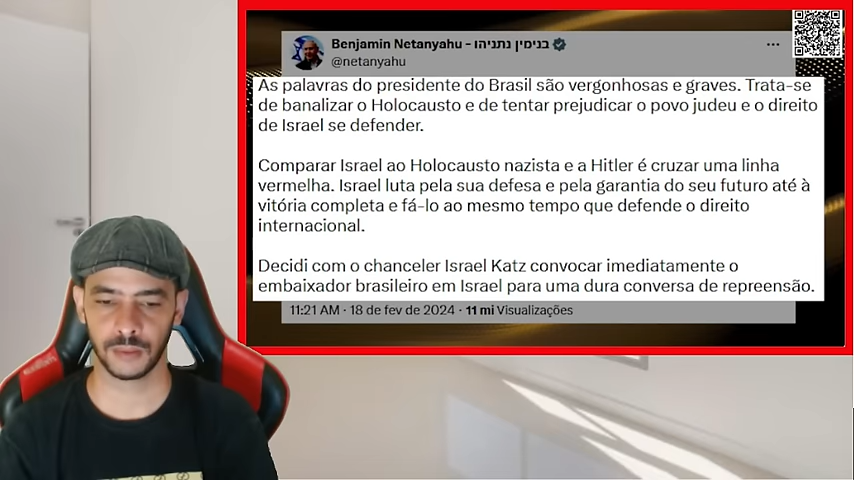 Benjamin Netanyahu - בנימין נתניהו
@netanyahu
As palavras do presidente do Brasil são vergonhosas e graves. Trata-se
de banalizar o Holocausto e de tentar prejudicar o povo judeu e o direito
de Israel se defender.
Comparar Israel ao Holocausto nazista e a Hitler é cruzar uma linha
vermelha. Israel luta pela sua defesa e pela garantia do seu futuro até à
vitória completa e fá-lo ao mesmo tempo que defende o direito
internacional.
Decidi com o chanceler Israel Katz convocar imediatamente o
embaixador brasileiro em Israel para uma dura conversa de repreensão.
11:21 AM · 18 de fev de 2024 · 11 mi Visualizações